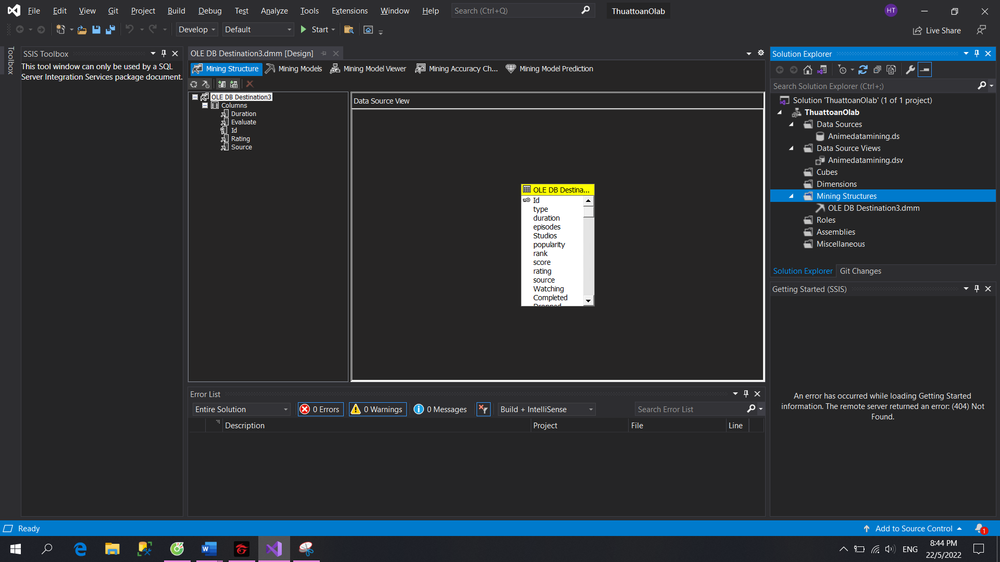 File Edit View Git Project Build Debug Test Analyze Tools Extensions Window Help Search (Ctrl+Q) ThuattoanOlab HT
Develop Default Start Live Share
Toolbox
SSIS Toolbox
This tool window can only be used by a SQL
Server Integration Services package document.
OLE DB Destination3.dmm [Design]
Mining Structure Mining Models Mining Model Viewer Mining Accuracy Ch... Mining Model Prediction
OLE DB Destination3
Columns
Duration
Evaluate
Id
Rating
Source
Data Source View
OLE DB Destina...
Id
type
duration
episodes
Studios
popularity
rank
score
rating
source
Watching
Completed
Dropped
Error List
Entire Solution 0 Errors 0 Warnings 0 Messages Build + IntelliSense Search Error List
Description Project File Line
Solution Explorer
Search Solution Explorer (Ctrl+;)
Solution 'ThuattoanOlab' (1 of 1 project)
ThuattoanOlab
Data Sources
Animedatamining.ds
Data Source Views
Animedatamining.dsv
Cubes
Dimensions
Mining Structures
OLE DB Destination3.dmm
Roles
Assemblies
Miscellaneous
Solution Explorer Git Changes
Getting Started (SSIS)
An error has occurred while loading Getting Started
information. The remote server returned an error: (404) Not
Found.
Ready Add to Source Control 1
ENG 8:44 PM
22/5/2022